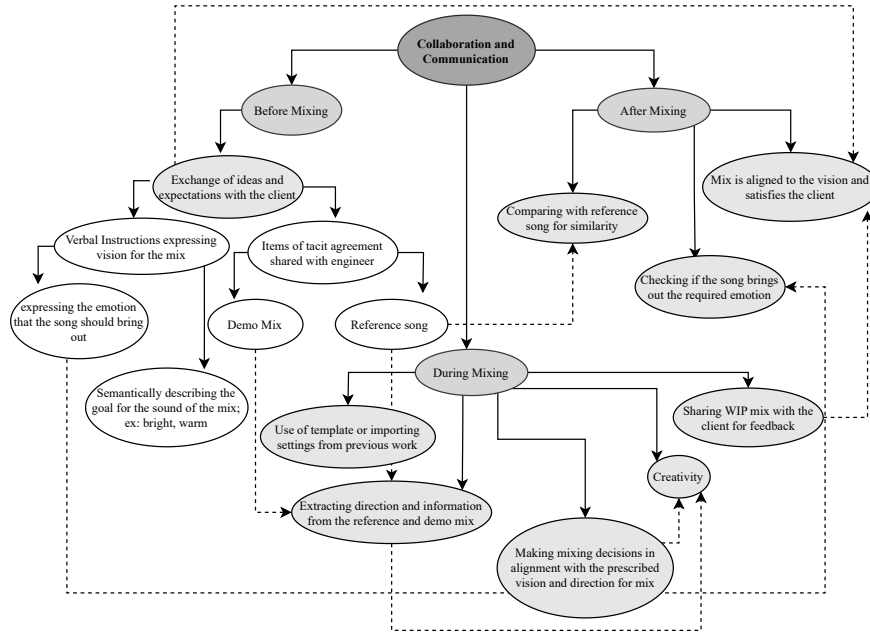 Collaboration and
Communication
Before Mixing
After Mixing
Exchange of ideas and
expectations with the client
Mix is aligned to the vision and
satisfies the client
Comparing with reference
song for similarity
Verbal Instructions expressing
vision for the mix
Items of tacit agreement
shared with engineer
Checking if the song brings
out the required emotion
expressing the emotion
that the song should bring
out
Demo Mix
Reference song
During Mixing
Semantically describing the
goal for the sound of the mix;
ex: bright, warm
Use of template or importing
settings from previous work
Sharing WIP mix with the
client for feedback
Creativity
Extracting direction and information
from the reference and demo mix
Making mixing decisions in
alignment with the prescribed
vision and direction for mix